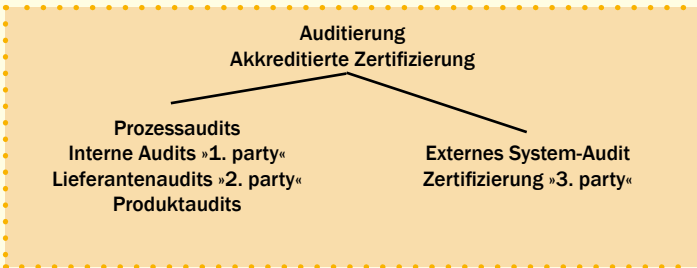 Auditierung
Akkreditierte Zertifizierung
Prozessaudits
Interne Audits »1. party«
Lieferantenaudits »2. party«
Produktaudits
Externes System-Audit
Zertifizierung »3. party«